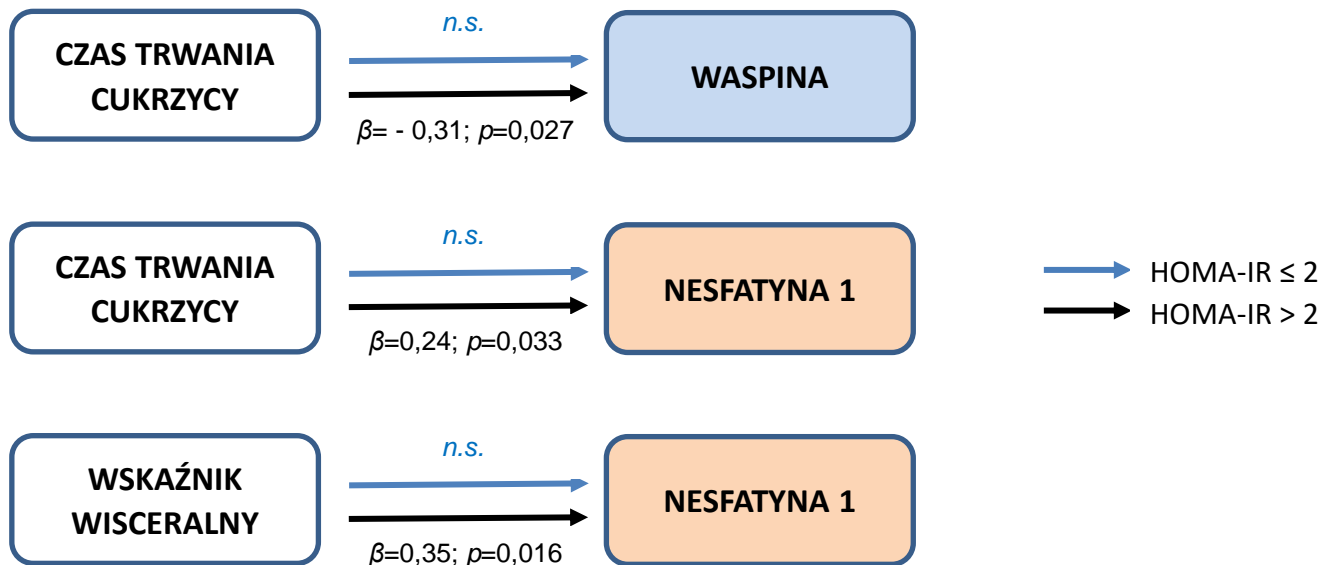 n.s.
CZAS TRWANIA
CUKRZYCY
WASPINA
β= - 0,31; p=0,027
n.s.
CZAS TRWANIA
CUKRZYCY
NESFATYNA 1
β=0,24; p=0,033
HOMA-IR ≤ 2
HOMA-IR > 2
n.s.
WSKAŹNIK
WISCERALNY
NESFATYNA 1
β=0,35; p=0,016